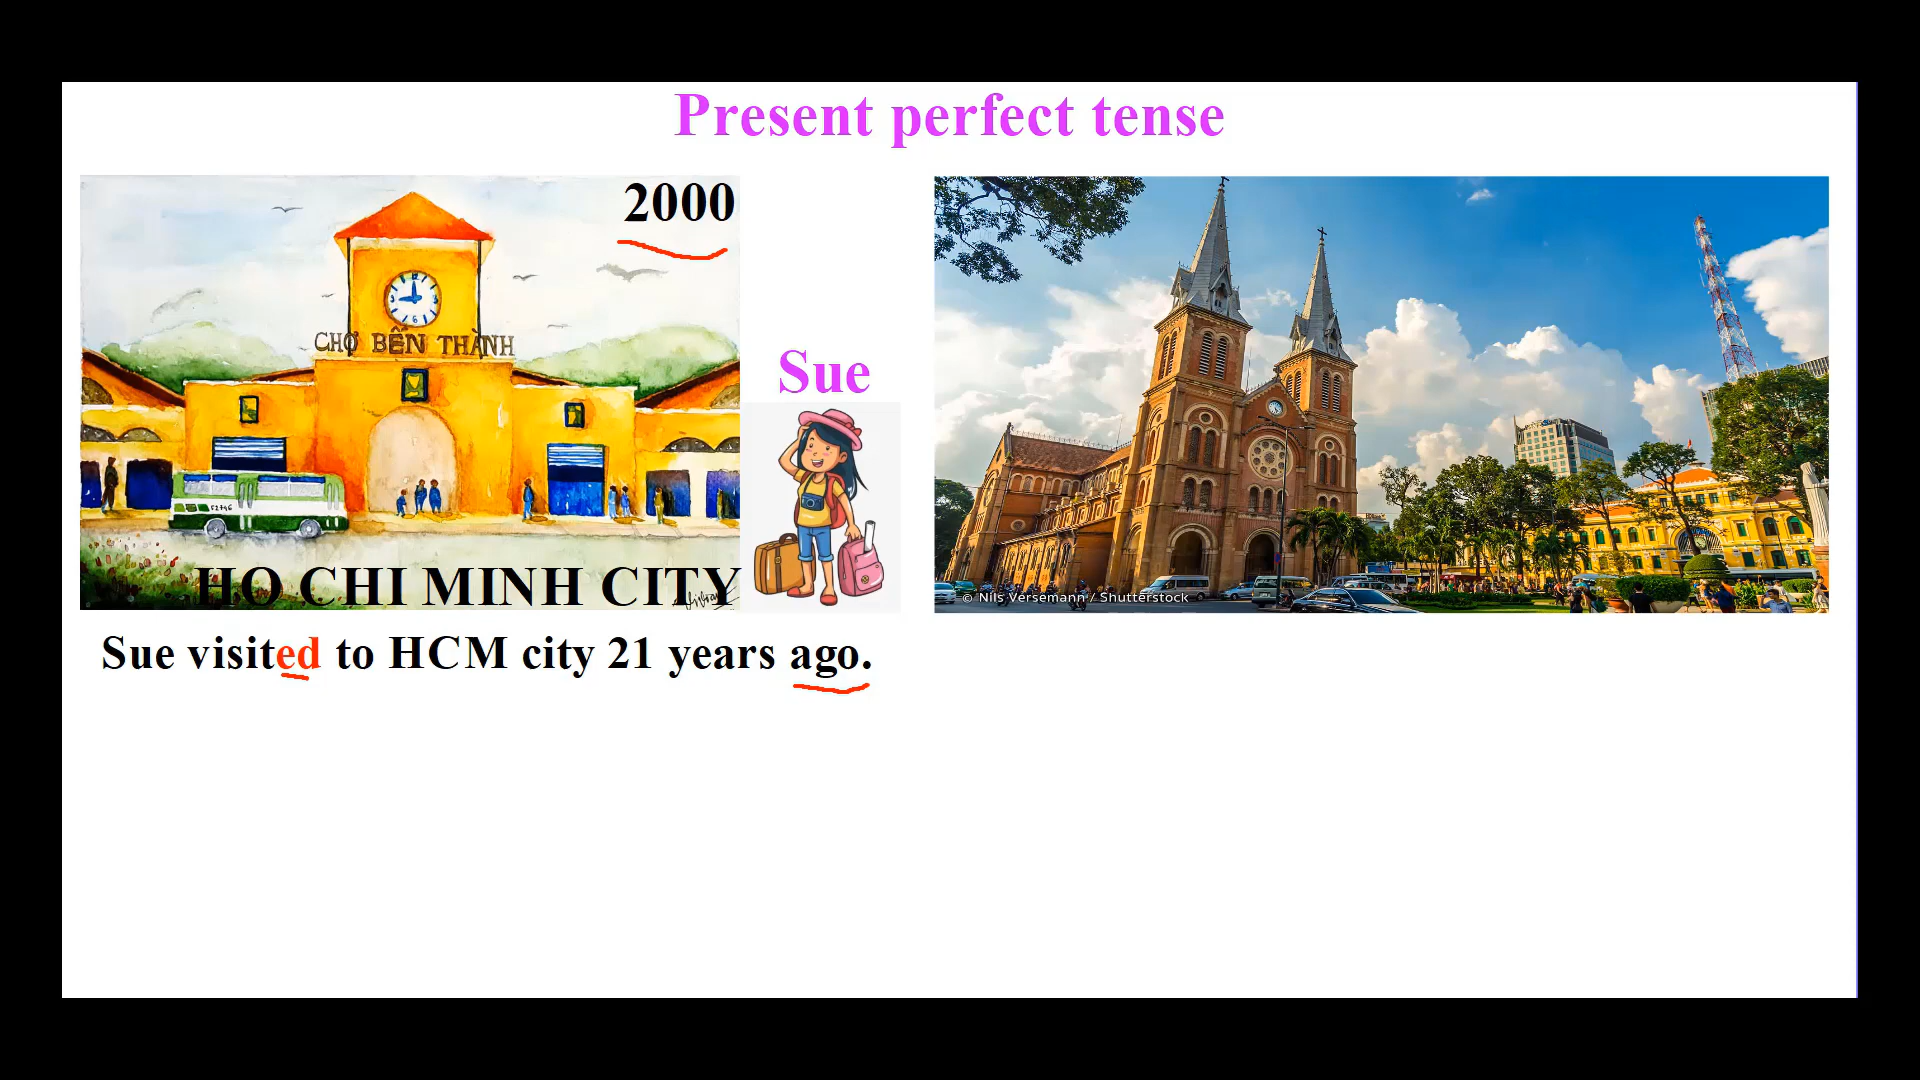 Present perfect tense
2000
CHỢ BẾN THÀNH
Sue
HO CHI MINH CITY
© Nils Versemann / Shutterstock
Sue visited to HCM city 21 years ago.